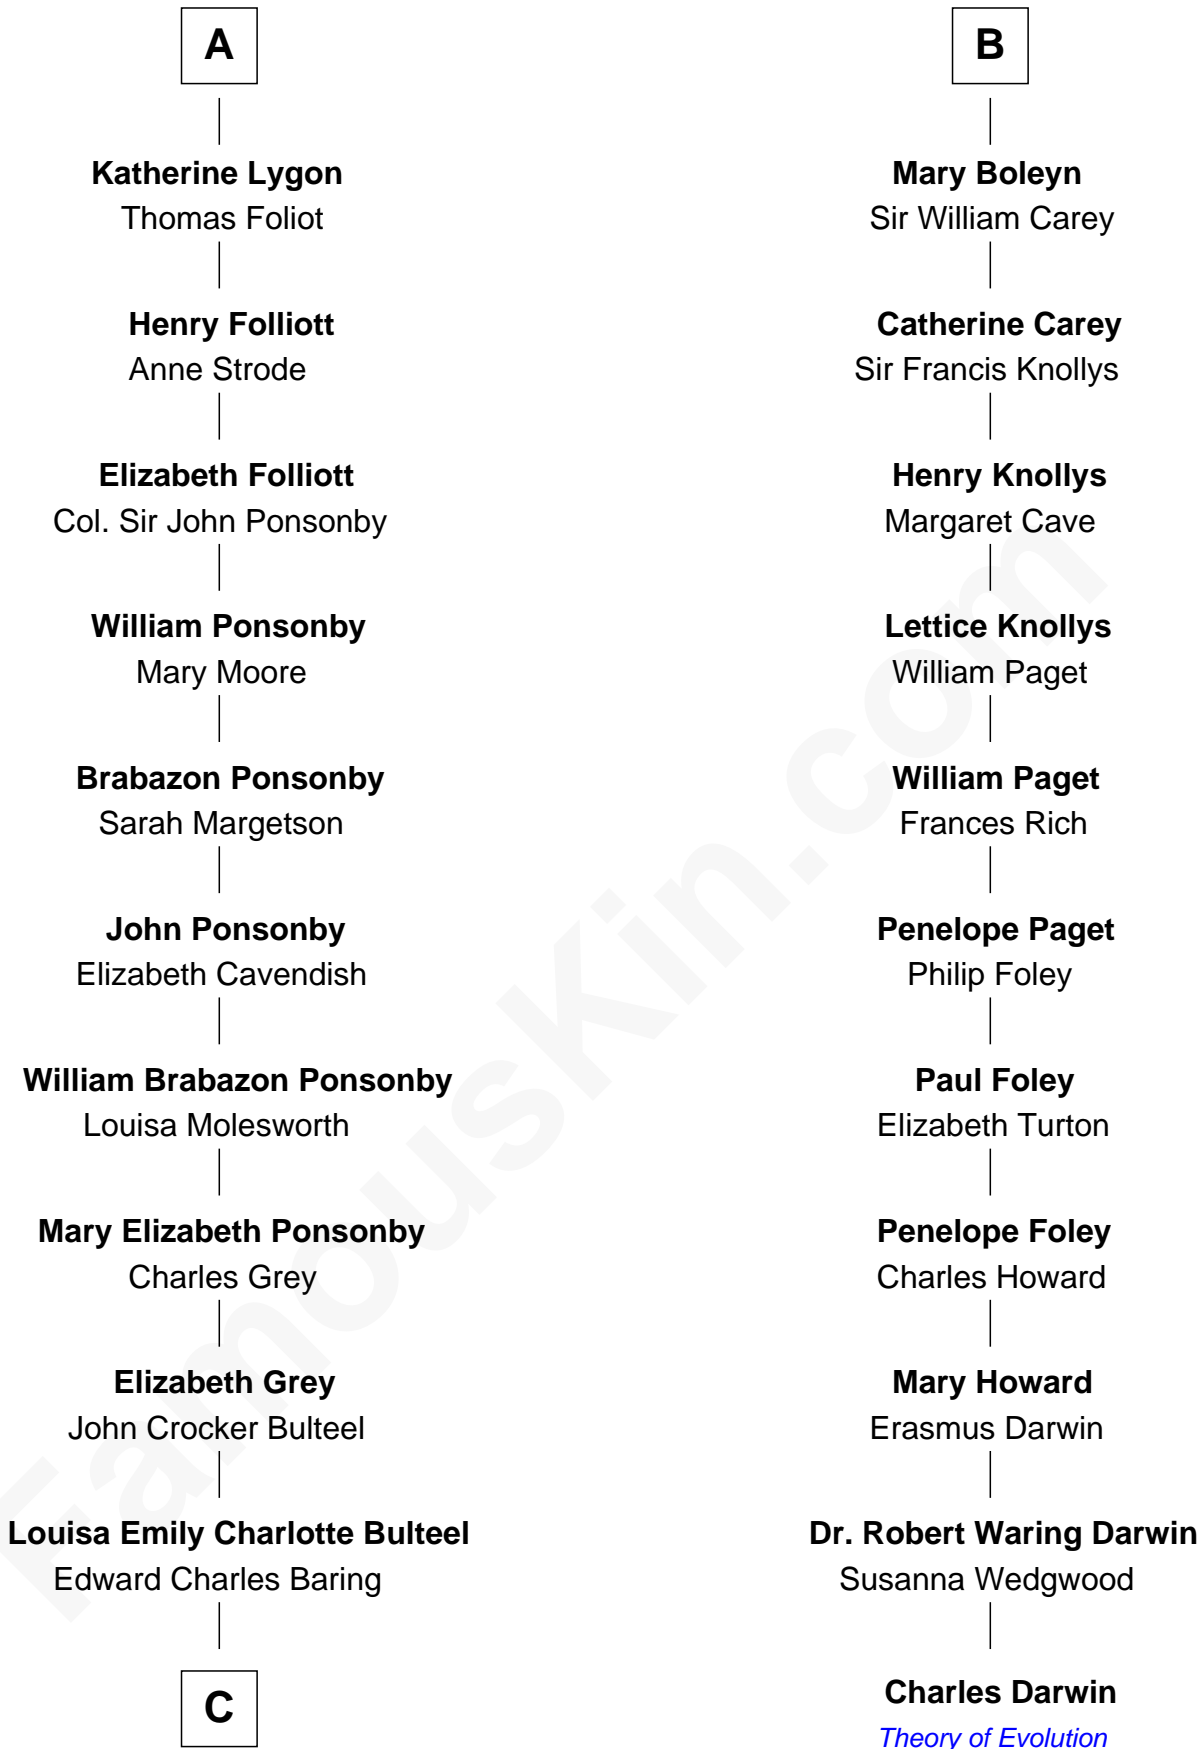 A
Katherine Lygon
Thomas Foliot
Henry Folliott
Anne Strode
Elizabeth Folliott
Col. Sir John Ponsonby
William Ponsonby
Mary Moore
Brabazon Ponsonby
Sarah Margetson
John Ponsonby
Elizabeth Cavendish
William Brabazon Ponsonby
Louisa Molesworth
Mary Elizabeth Ponsonby
Charles Grey
Elizabeth Grey
John Crocker Bulteel
Louisa Emily Charlotte Bulteel
Edward Charles Baring
C
B
Mary Boleyn
Sir William Carey
Catherine Carey
Sir Francis Knollys
Henry Knollys
Margaret Cave
Lettice Knollys
William Paget
William Paget
Frances Rich
Penelope Paget
Philip Foley
Paul Foley
Elizabeth Turton
Penelope Foley
Charles Howard
Mary Howard
Erasmus Darwin
Dr. Robert Waring Darwin
Susanna Wedgwood
Charles Darwin
Theory of Evolution
FamousKin.com